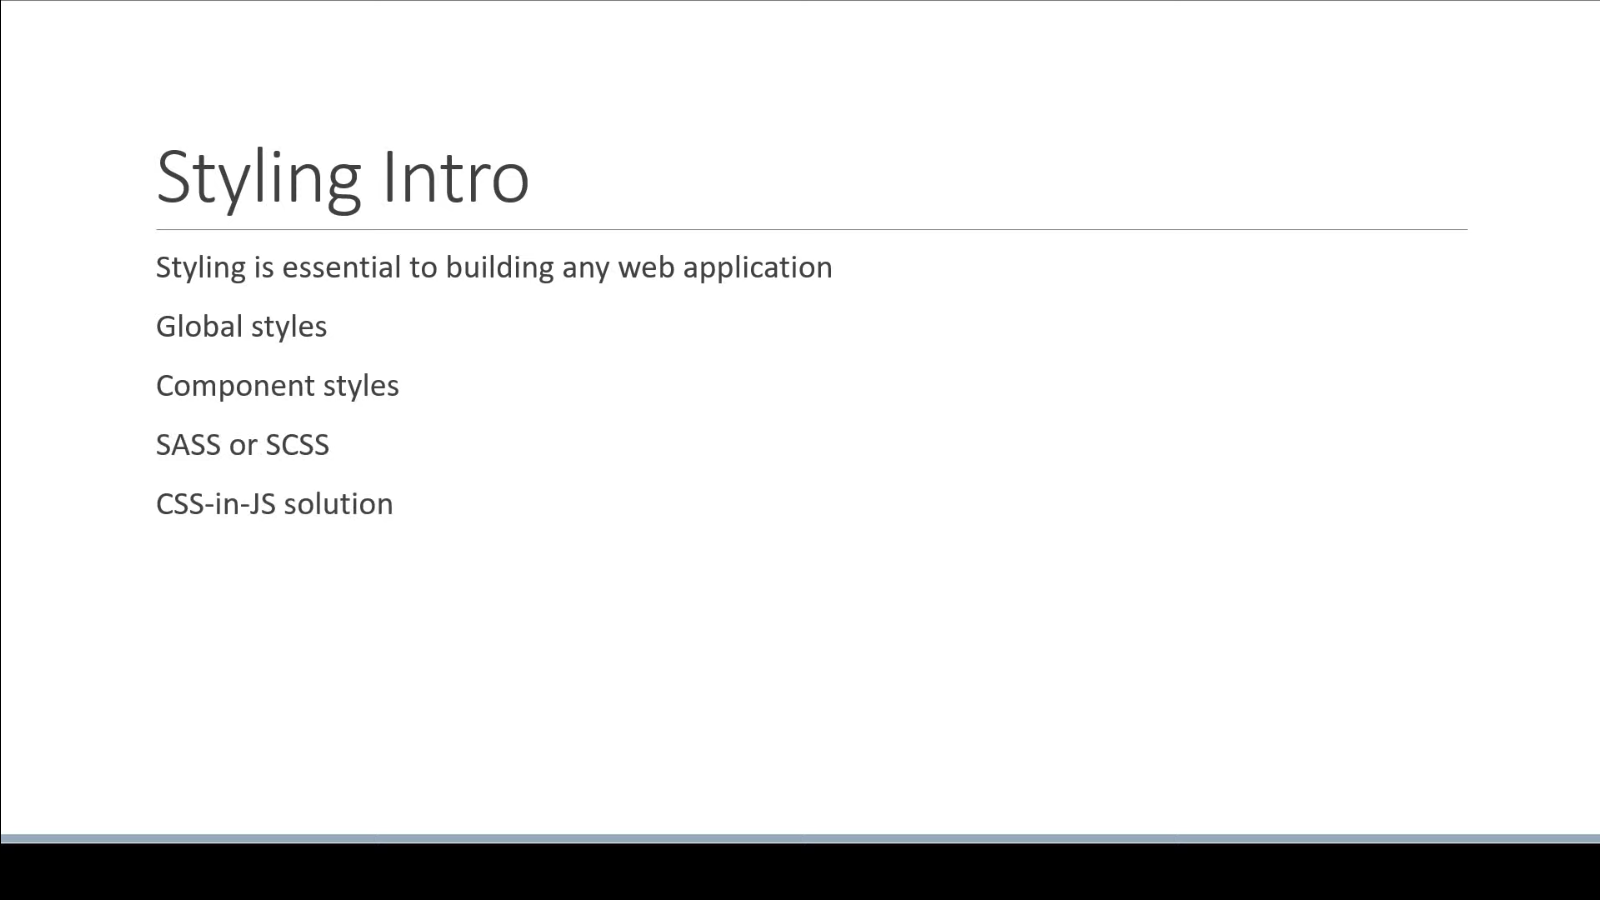 Styling Intro
Styling is essential to building any web application
Global styles
Component styles
SASS or SCSS
CSS-in-JS solution